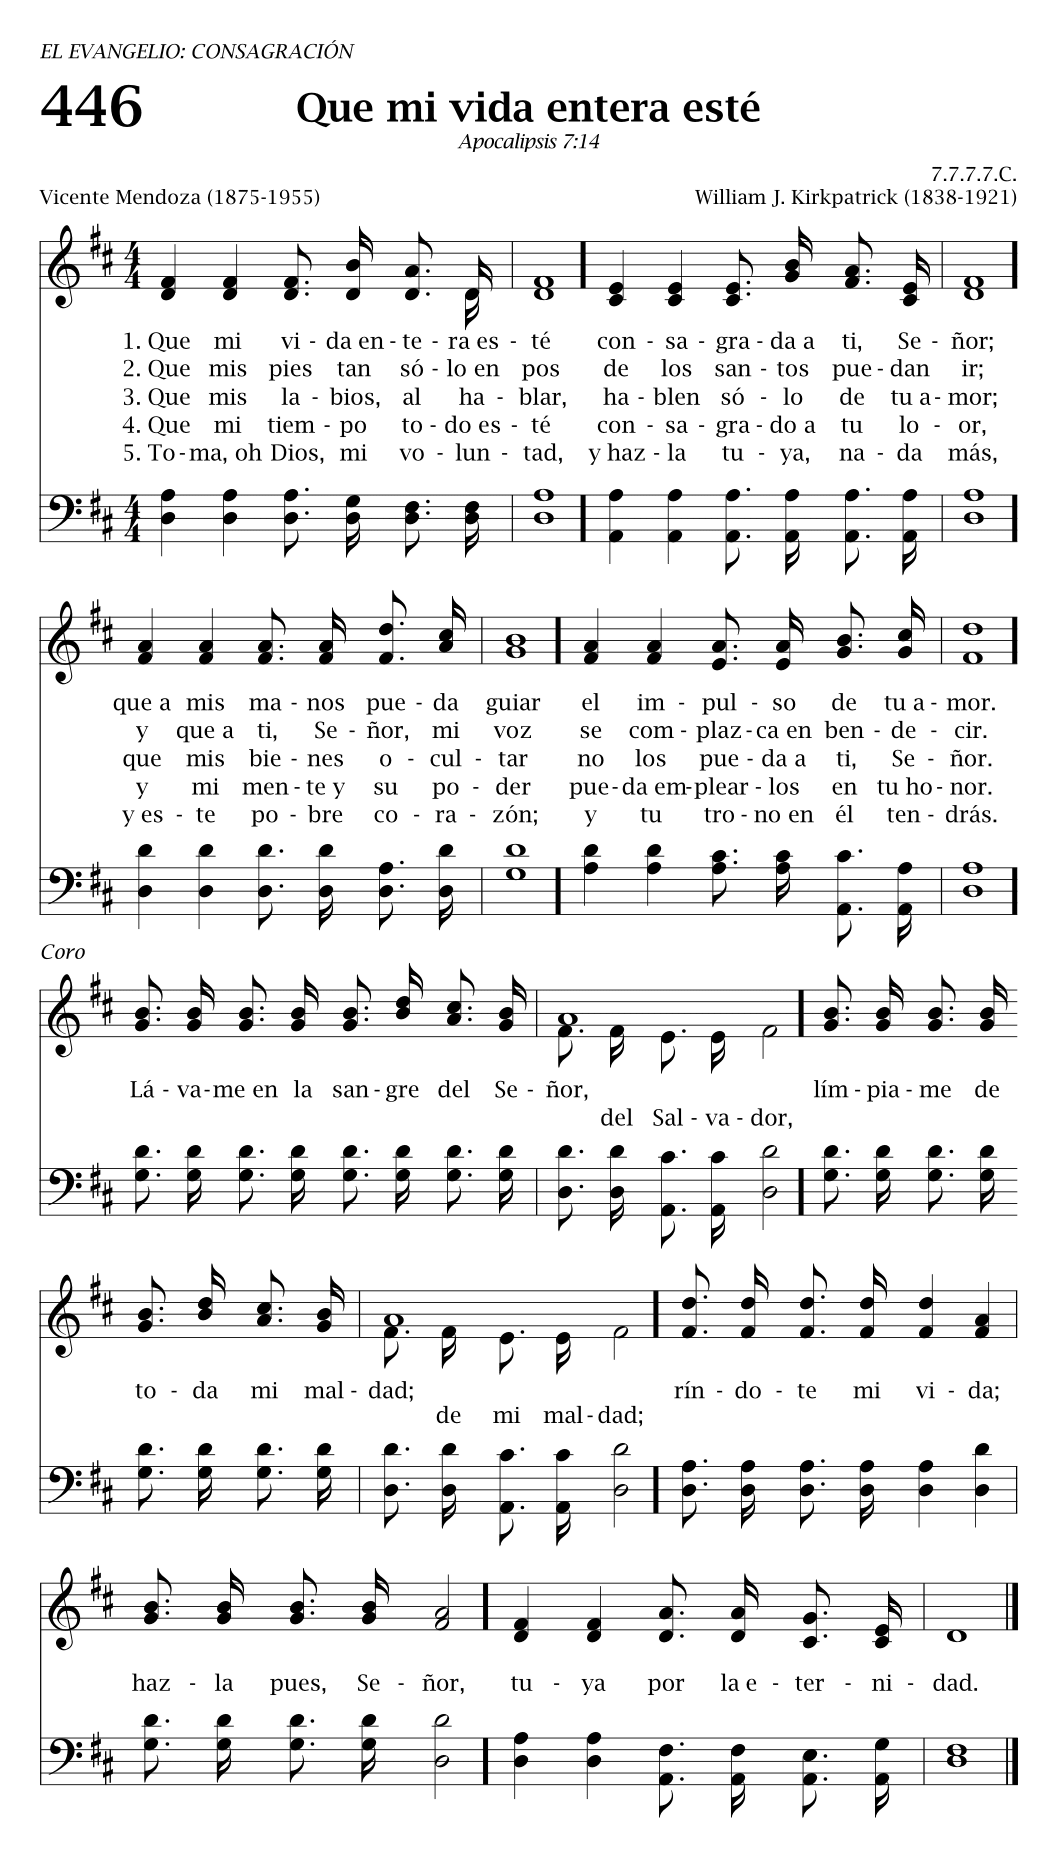 EL EVANGELIO: CONSAGRACIÓN
446
Que mi vida entera esté
Apocalipsis 7:14
7.7.7.7.C.
Vicente Mendoza (1875-1955)
William J. Kirkpatrick (1838-1921)
1. Que mi vi - da en - te - ra es - té con - sa - gra - da a ti, Se - ñor;
2. Que mis pies tan só - lo en pos de los san - tos pue - dan ir;
3. Que mis la - bios, al ha - blar, ha - blen só - lo de tu a - mor;
4. Que mi tiem - po to - do es - té con - sa - gra - do a tu lo - or,
5. To - ma, oh Dios, mi vo - lun - tad, y haz - la tu - ya, na - da más,
que a mis ma - nos pue - da guiar el im - pul - so de tu a - mor.
y que a ti, Se - ñor, mi voz se com - plaz - ca en ben - de - cir.
que mis bie - nes o - cul - tar no los pue - da a ti, Se - ñor.
y mi men - te y su po - der pue - da em - plear - los en tu ho - nor.
y es - te po - bre co - ra - zón; y tu tro - no en él ten - drás.
Coro
Lá - va - me en la san - gre del Se - ñor, lím - pia - me de
del Sal - va - dor,
to - da mi mal - dad; rín - do - te mi vi - da;
de mi mal - dad;
haz - la pues, Se - ñor, tu - ya por la e - ter - ni - dad.